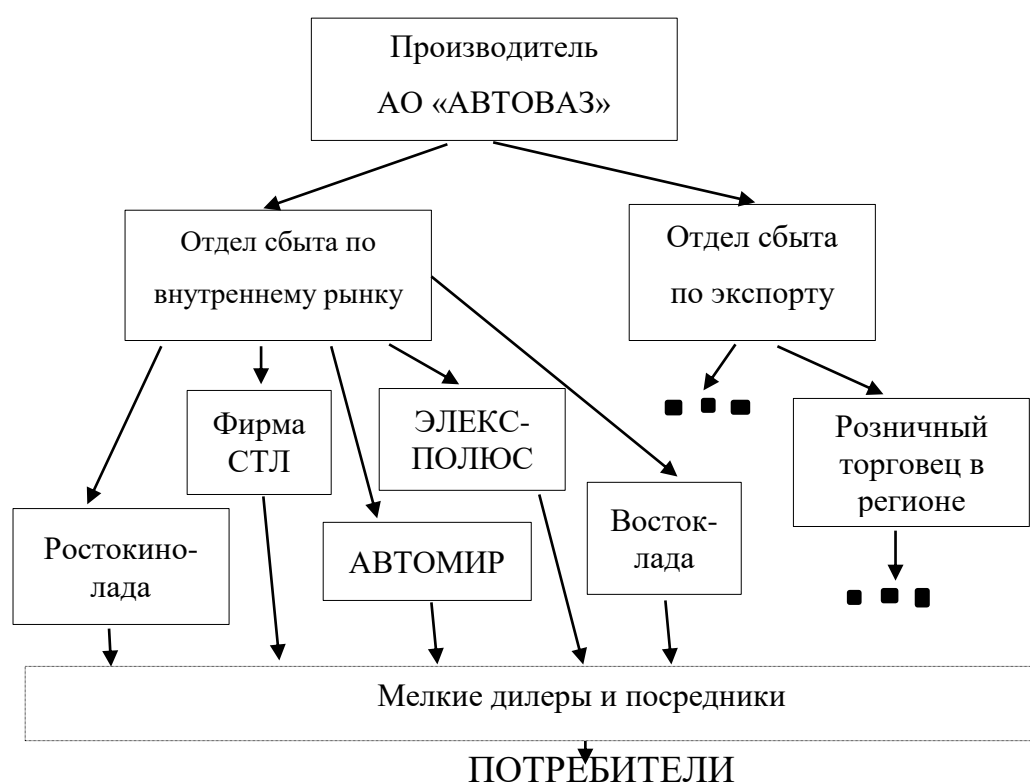 Производитель
АО «АВТОВАЗ»
Отдел сбыта по
внутреннему рынку
Отдел сбыта
по экспорту
Фирма
СТЛ
ЭЛЕКС-
ПОЛЮС
Розничный
торговец в
регионе
Ростокино-
лада
АВТОМИР
Восток-
лада
Мелкие дилеры и посредники
ПОТРЕБИТЕЛИ